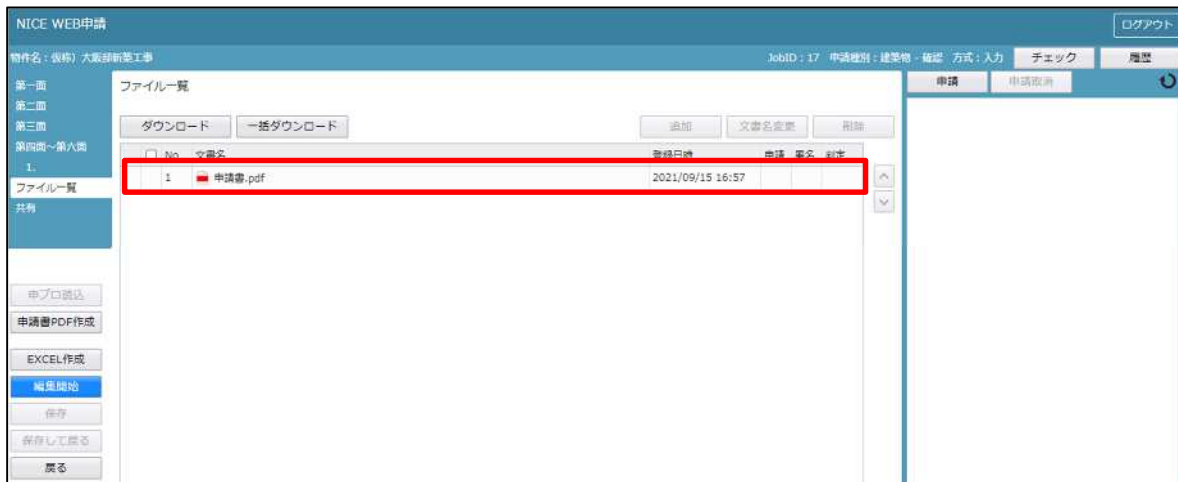 NICE WEB申請
ログアウト
物件名：仮称）大阪部新築工事
JobID：17 申請種別：建築物 - 確認 方式：入力
チェック
履歴
第一面
第二面
第三面
第四面～第六面
1.
ファイル一覧
共有
ファイル一覧
申請
申請取消
ダウンロード
一括ダウンロード
追加
文書名変更
削除
No 文書名 登録日時 申請 署名 判定
1 申請書.pdf 2021/09/15 16:57
申プロ読込
申請書PDF作成
EXCEL作成
編集開始
保存
保存して戻る
戻る